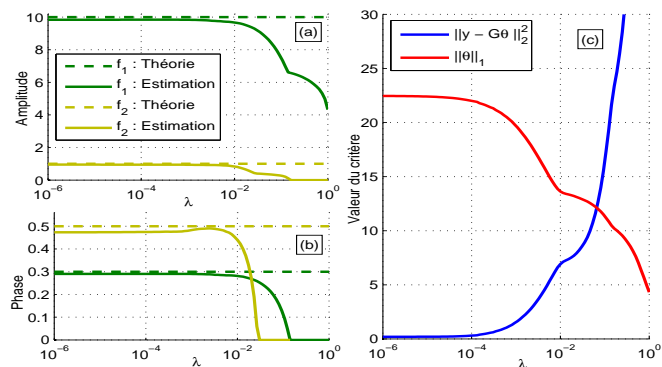 (a)
Amplitude
10
8
6
4
2
0
f1 : Théorie
f1 : Estimation
f2 : Théorie
f2 : Estimation
10^−6
10^−4
10^−2
10^0
λ
(b)
Phase
0.5
0.4
0.3
0.2
0.1
0
10^−6
10^−4
10^−2
10^0
λ
(c)
Valeur du critère
30
25
20
15
10
5
0
||y − Gθ ||_2^2
||θ||_1
10^−6
10^−4
10^−2
10^0
λ